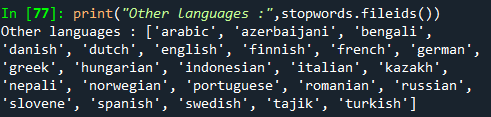 In [77]: print("Other languages :",stopwords.fileids())
Other languages : ['arabic', 'azerbaijani', 'bengali',
'danish', 'dutch', 'english', 'finnish', 'french', 'german',
'greek', 'hungarian', 'indonesian', 'italian', 'kazakh',
'nepali', 'norwegian', 'portuguese', 'romanian', 'russian',
'slovene', 'spanish', 'swedish', 'tajik', 'turkish']